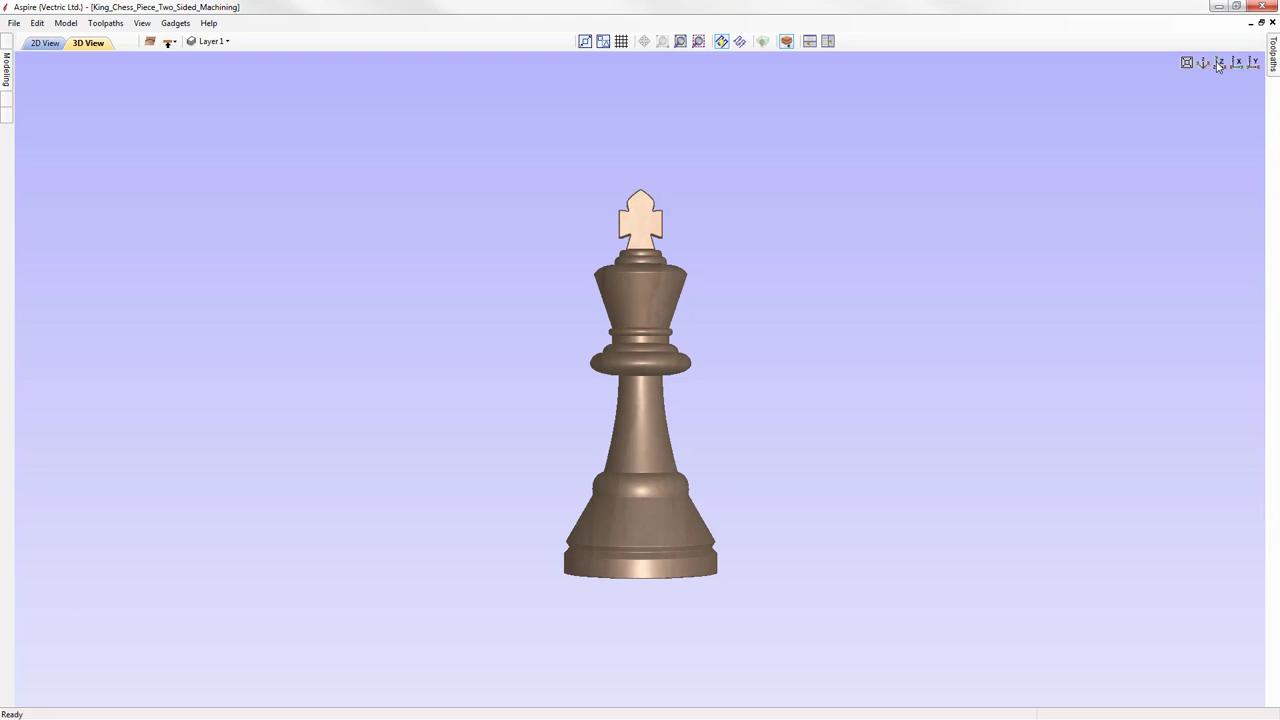 Aspire (Vectric Ltd.) - [King_Chess_Piece_Two_Sided_Machining]
File Edit Model Toolpaths View Gadgets Help
2D View 3D View Layer 1
Modeling
Toolpaths
Z X Y
Ready